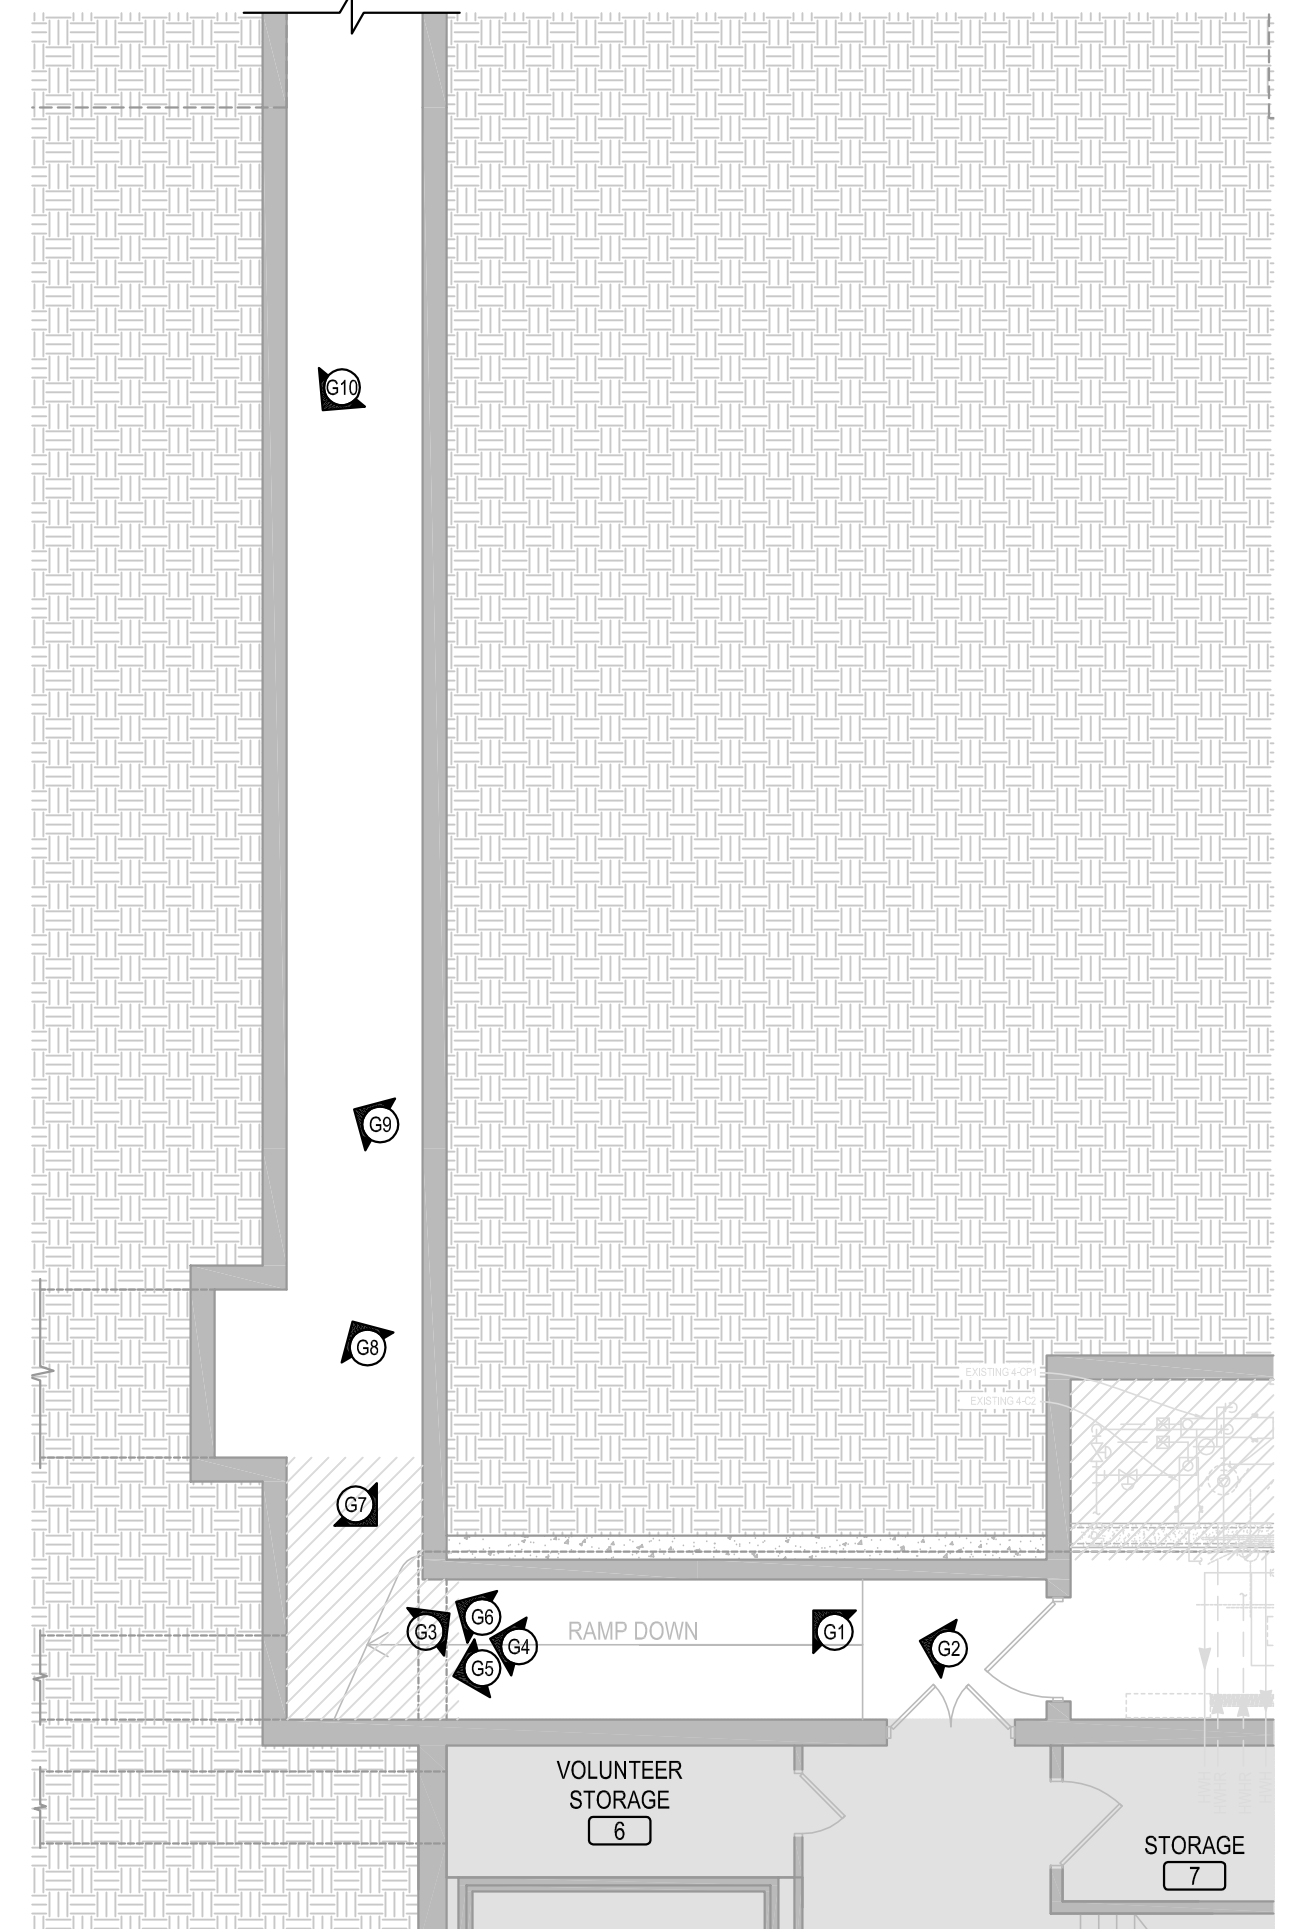 G10
G9
G8
EXISTING 4-CP1
EXISTING 4-C2
G7
G6
G3
RAMP DOWN
G1
G4
G2
G5
VOLUNTEER
STORAGE
6
STORAGE
7